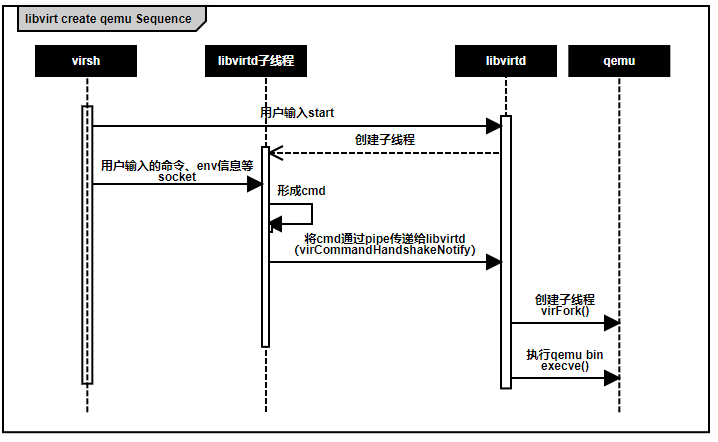 libvirt create qemu Sequence
virsh
libvirtd子线程
libvirtd
qemu
用户输入start
创建子线程
用户输入的命令、env信息等
socket
形成cmd
将cmd通过pipe传递给libvirtd
(virCommandHandshakeNotify)
创建子线程
virFork()
执行qemu bin
execve()